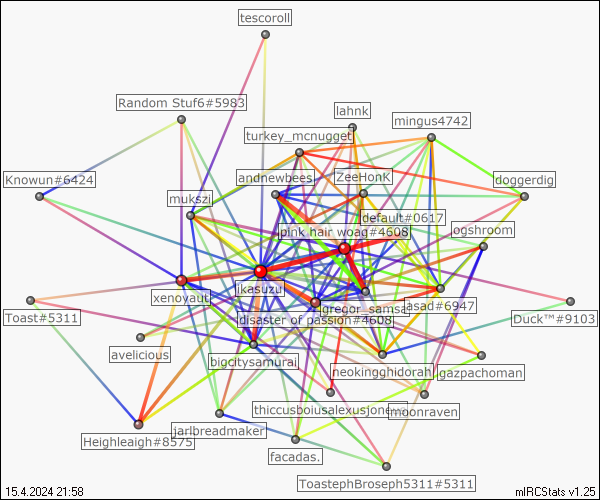 tescoroll
Random Stuf6#5983
lahnk
mingus4742
turkey_mcnugget
Knowun#6424
andnewbees
ZeeHonK
doggerdig
mukszi
default#0617
pink hair woag#4608
ogshroom
ikasuzu
xenoyaut
gregor_samsa
asad#6947
Toast#5311
disaster of passion#4608
Duck™#9103
avelicious
bigcitysamurai
neokingghidorah
gazpachoman
thiccusboiusalexusjones
moonraven
Heighleaigh#8575
jarlbreadmaker
facadas.
ToastephBroseph5311#5311
15.4.2024 21:58
mIRCStats v1.25